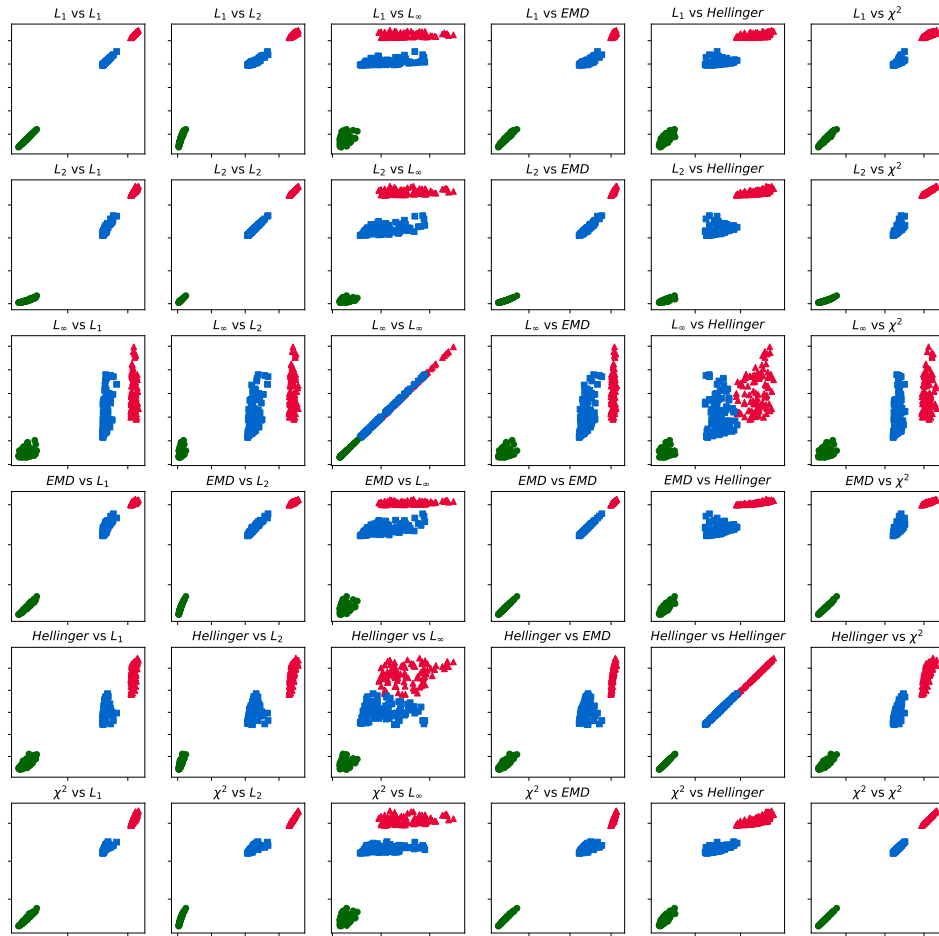 L₁ vs L₁
L₁ vs L₂
L₁ vs L∞
L₁ vs EMD
L₁ vs Hellinger
L₁ vs χ²
L₂ vs L₁
L₂ vs L₂
L₂ vs L∞
L₂ vs EMD
L₂ vs Hellinger
L₂ vs χ²
L∞ vs L₁
L∞ vs L₂
L∞ vs L∞
L∞ vs EMD
L∞ vs Hellinger
L∞ vs χ²
EMD vs L₁
EMD vs L₂
EMD vs L∞
EMD vs EMD
EMD vs Hellinger
EMD vs χ²
Hellinger vs L₁
Hellinger vs L₂
Hellinger vs L∞
Hellinger vs EMD
Hellinger vs Hellinger
Hellinger vs χ²
χ² vs L₁
χ² vs L₂
χ² vs L∞
χ² vs EMD
χ² vs Hellinger
χ² vs χ²